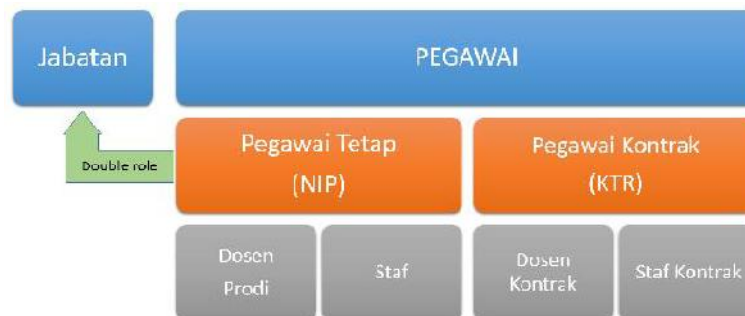 Jabatan
PEGAWAI
Double role
Pegawai Tetap
(NIP)
Pegawai Kontrak
(KTR)
Dosen
Prodi
Staf
Dosen
Kontrak
Staf Kontrak